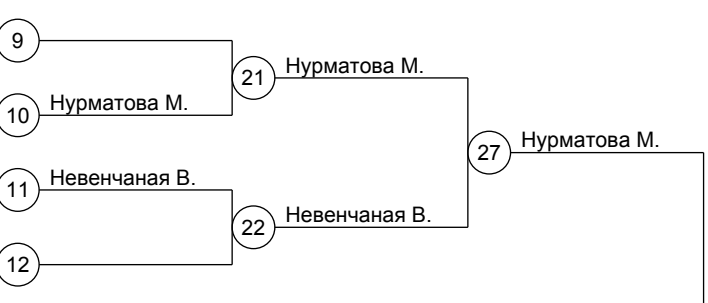 9
Нурматова М.
21
10 Нурматова М.
Нурматова М.
27
11 Невенчаная В.
Невенчаная В.
22
12